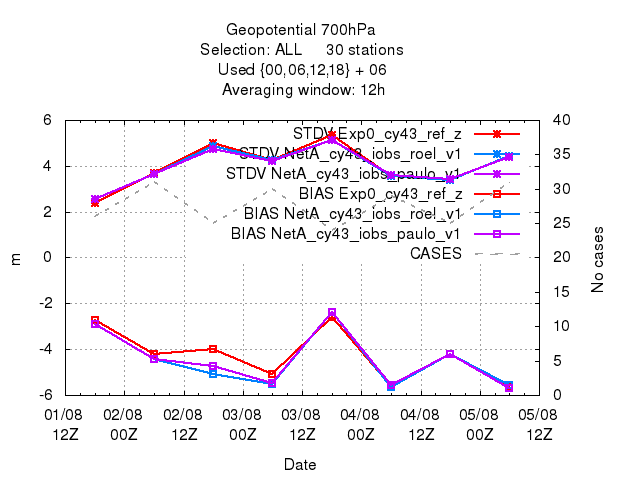 Geopotential 700hPa
Selection: ALL 30 stations
Used {00,06,12,18} + 06
Averaging window: 12h
STDV Exp0_cy43_ref_z
STDV NetA_cy43_iobs_roel_v1
STDV NetA_cy43_iobs_paulo_v1
BIAS Exp0_cy43_ref_z
BIAS NetA_cy43_iobs_roel_v1
BIAS NetA_cy43_iobs_paulo_v1
CASES
6
4
2
0
-2
-4
-6
m
40
35
30
25
20
15
10
5
0
No cases
01/08 02/08 02/08 03/08 03/08 04/08 04/08 05/08 05/08
12Z 00Z 12Z 00Z 12Z 00Z 12Z 00Z 12Z
Date